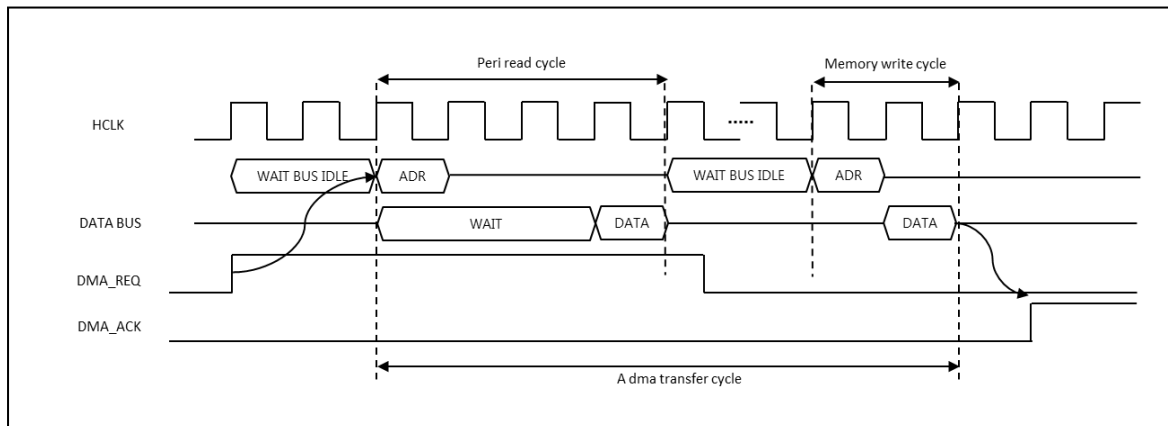 Peri read cycle
Memory write cycle
HCLK
.....
WAIT BUS IDLE
ADR
WAIT BUS IDLE
ADR
DATA BUS
WAIT
DATA
DATA
DMA_REQ
DMA_ACK
A dma transfer cycle